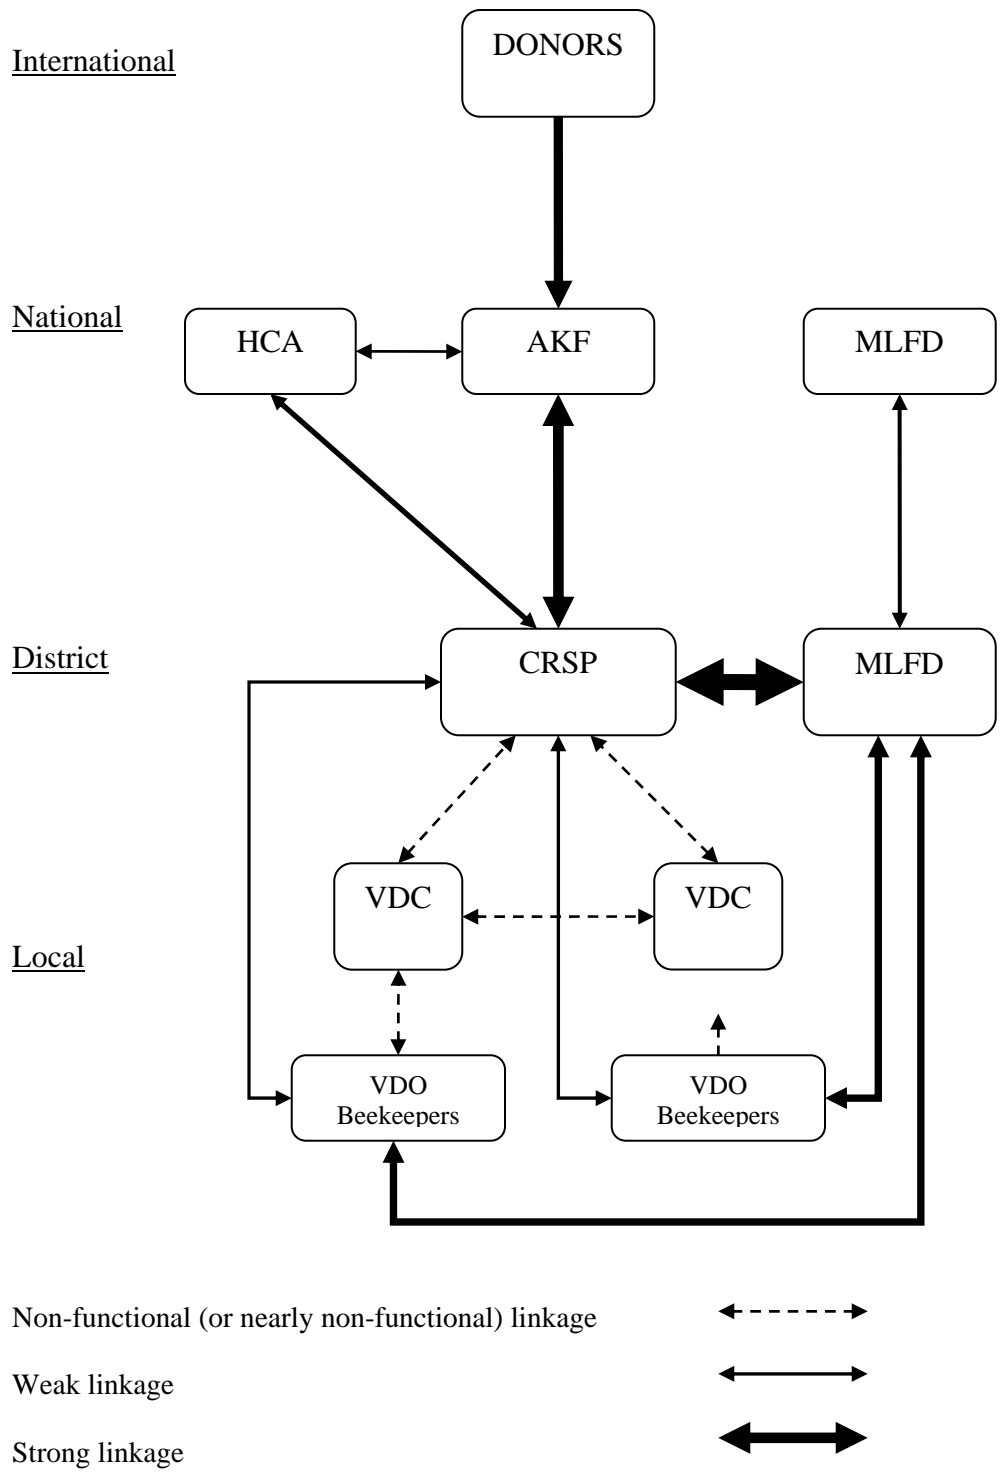 DONORS
International
National
HCA
AKF
MLFD
District
CRSP
MLFD
VDC
VDC
Local
VDO
Beekeepers
VDO
Beekeepers
Non-functional (or nearly non-functional) linkage
Weak linkage
Strong linkage